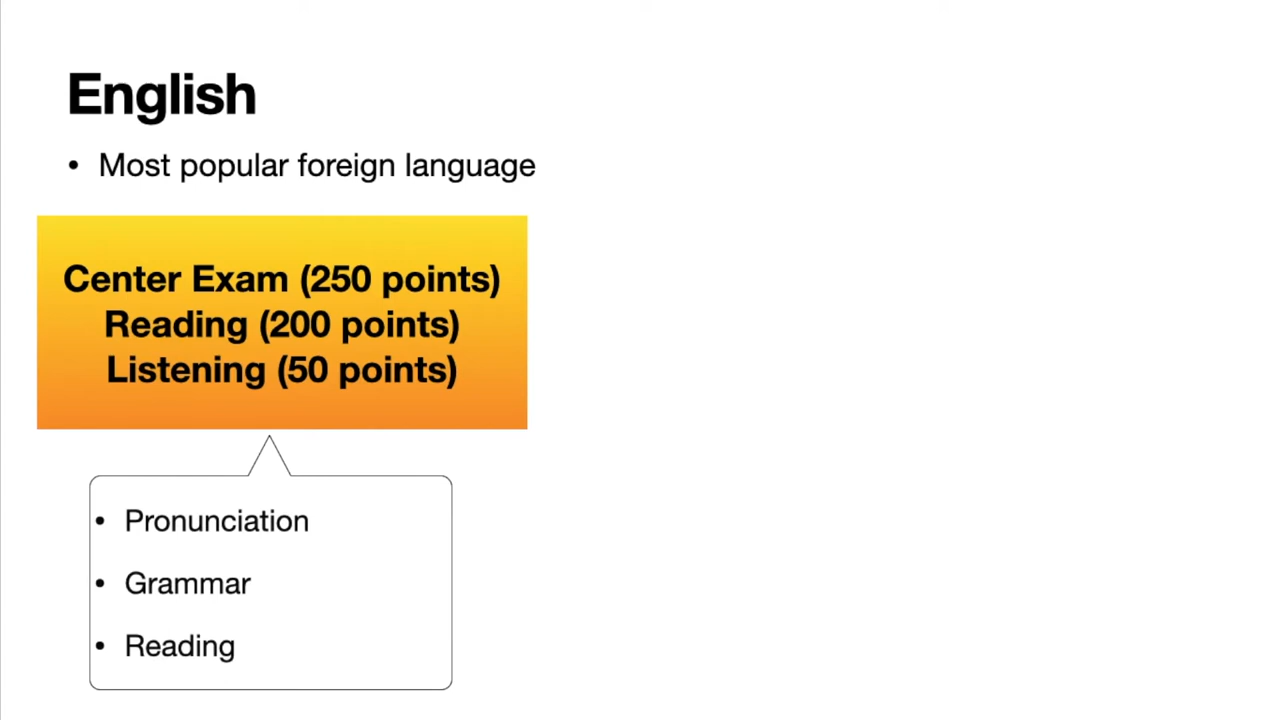 English
• Most popular foreign language
Center Exam (250 points)
Reading (200 points)
Listening (50 points)
• Pronunciation
• Grammar
• Reading